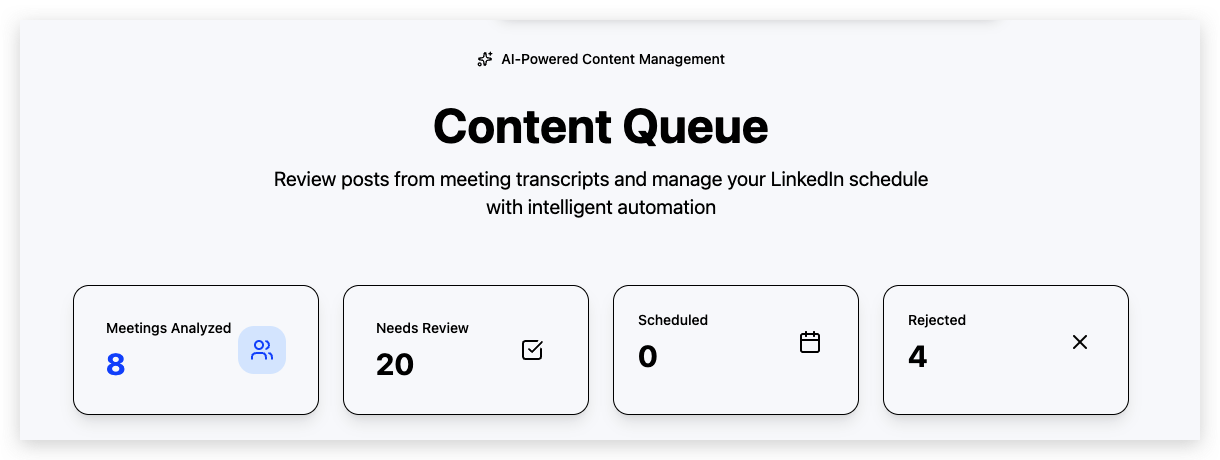 AI-Powered Content Management
Content Queue
Review posts from meeting transcripts and manage your LinkedIn schedule
with intelligent automation
Meetings Analyzed
8
Needs Review
20
Scheduled
0
Rejected
4